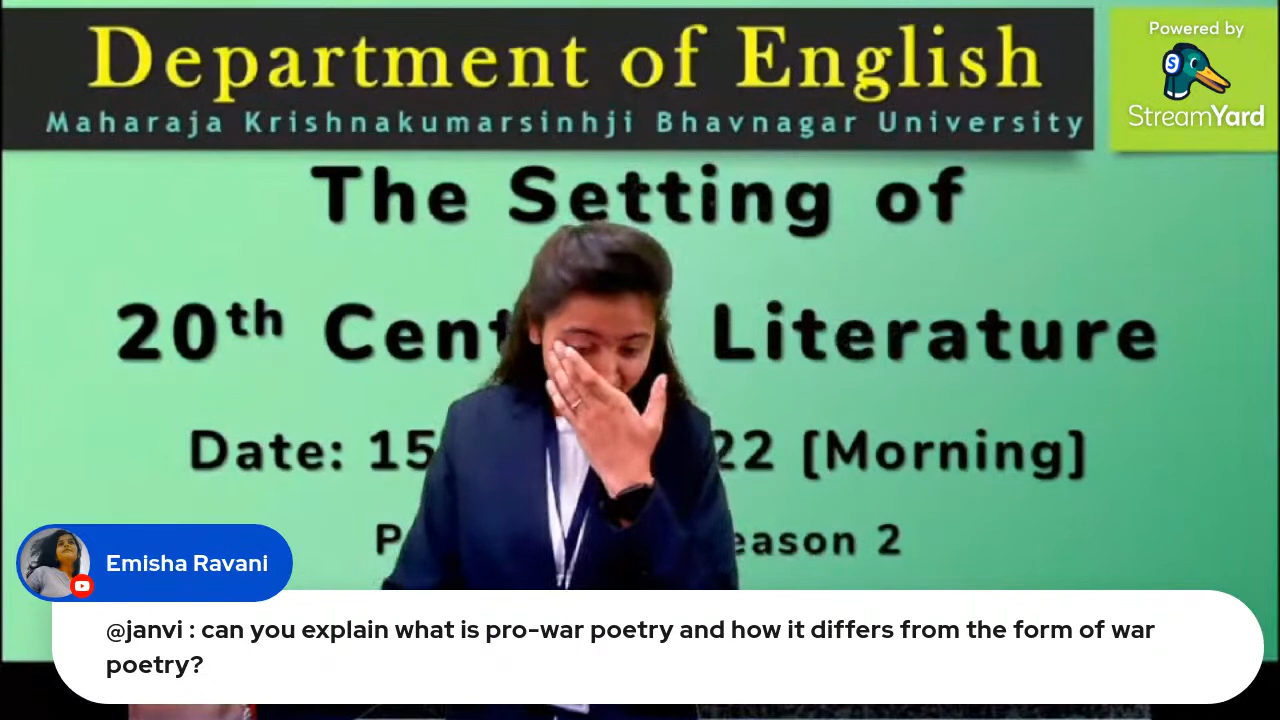 Department of English
Maharaja Krishnakumarsinhji Bhavnagar University
Powered by
S
StreamYard
The Setting of
20th Cent Literature
Date: 15 22 [Morning]
P eason 2
Emisha Ravani
@janvi : can you explain what is pro-war poetry and how it differs from the form of war
poetry?